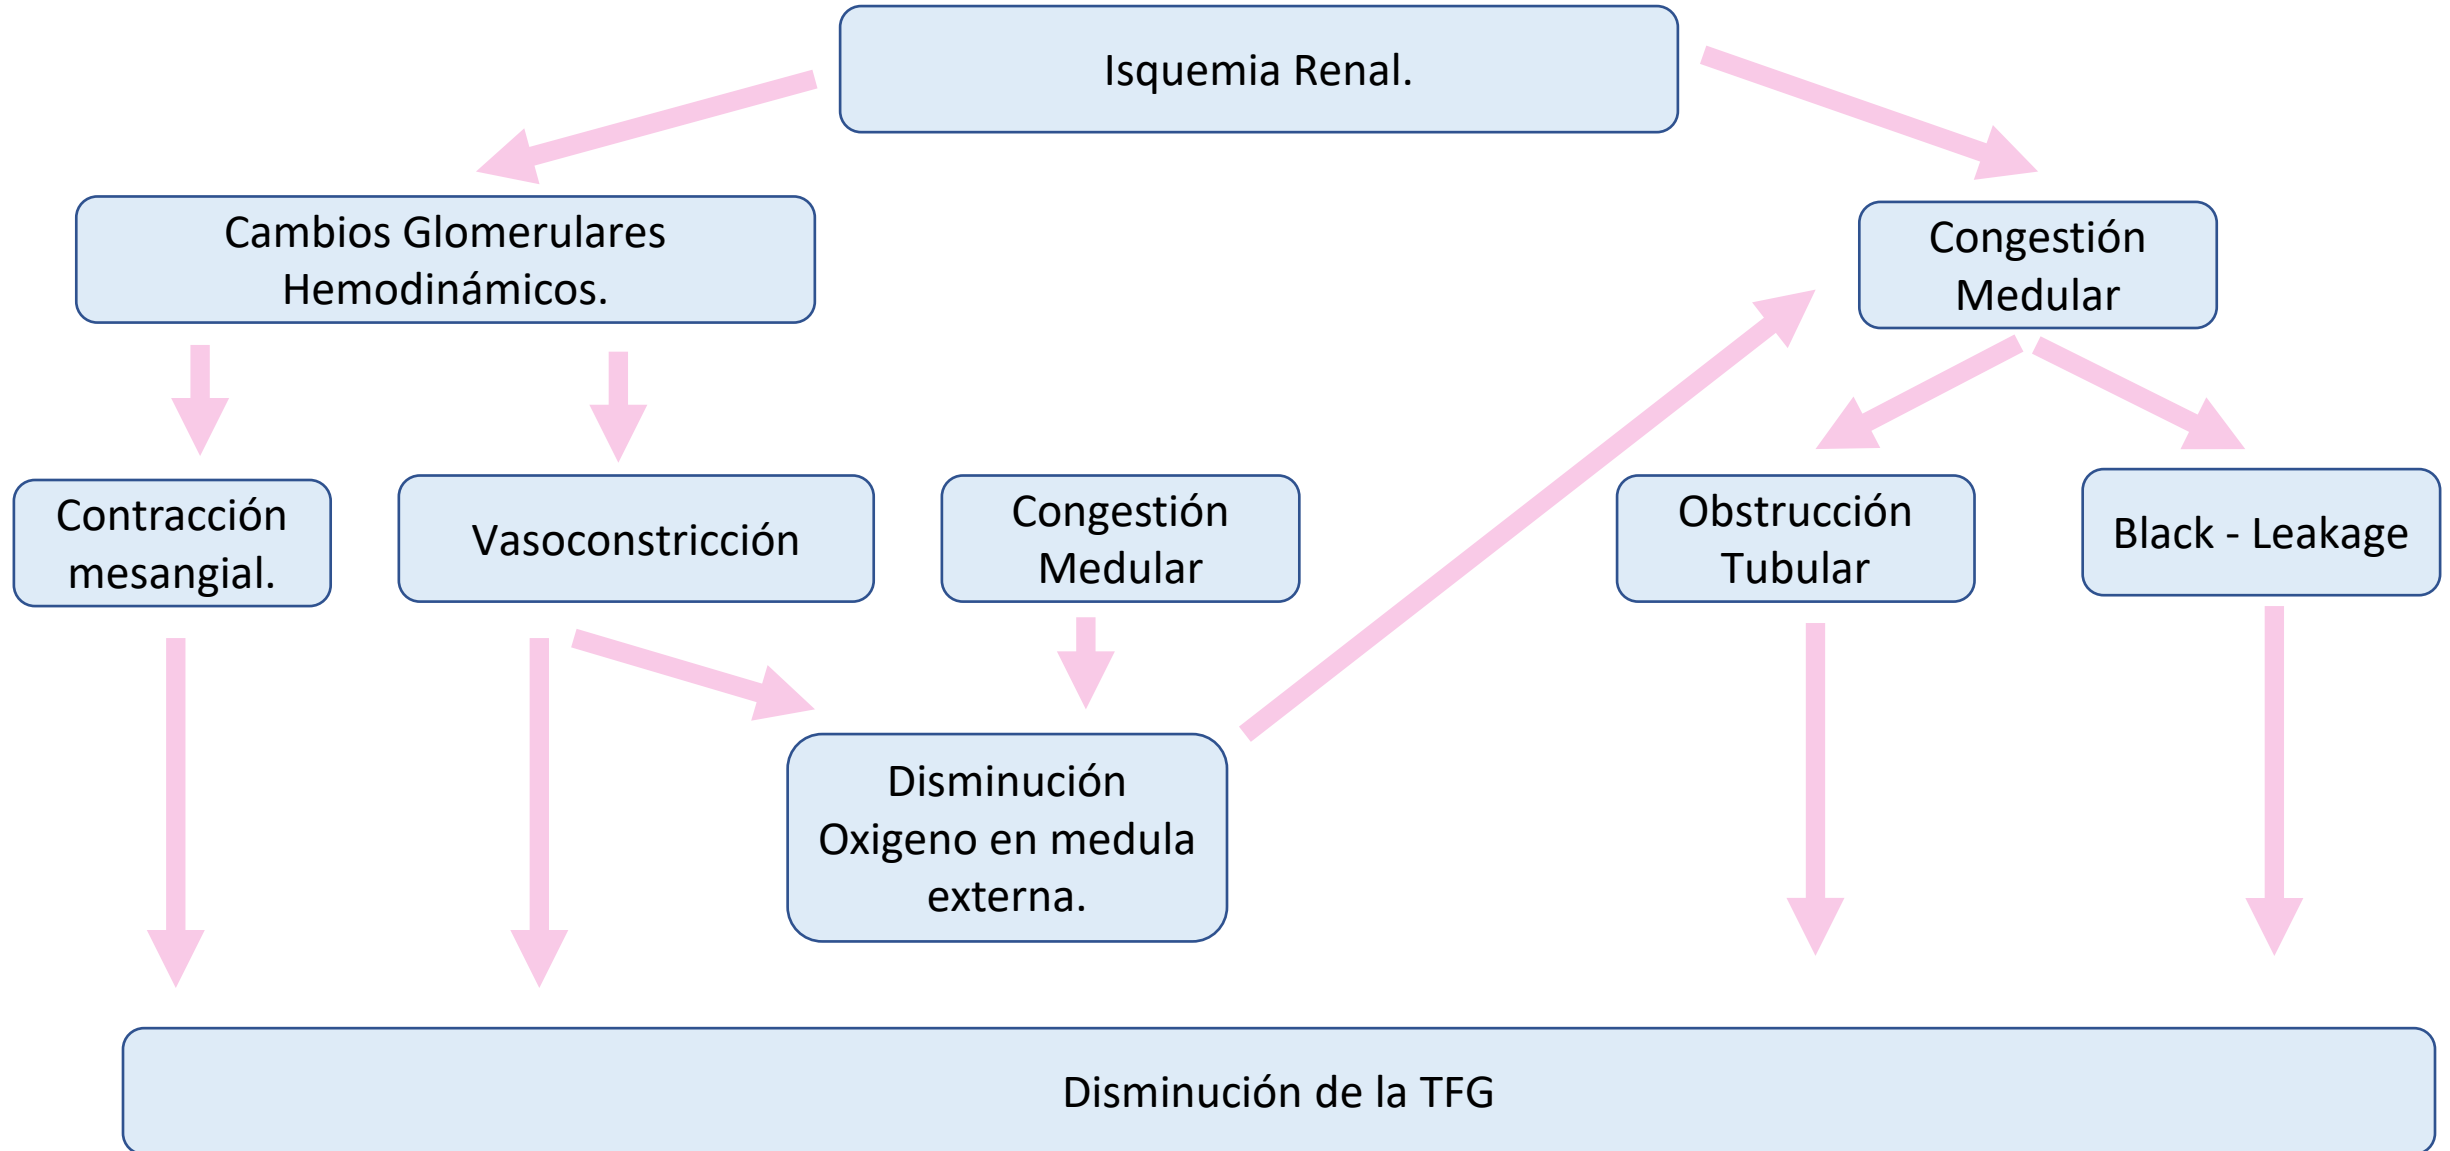 Isquemia Renal.
Cambios Glomerulares
Hemodinámicos.
Congestión
Medular
Contracción
mesangial.
Vasoconstricción
Congestión
Medular
Obstrucción
Tubular
Black - Leakage
Disminución
Oxigeno en medula
externa.
Disminución de la TFG